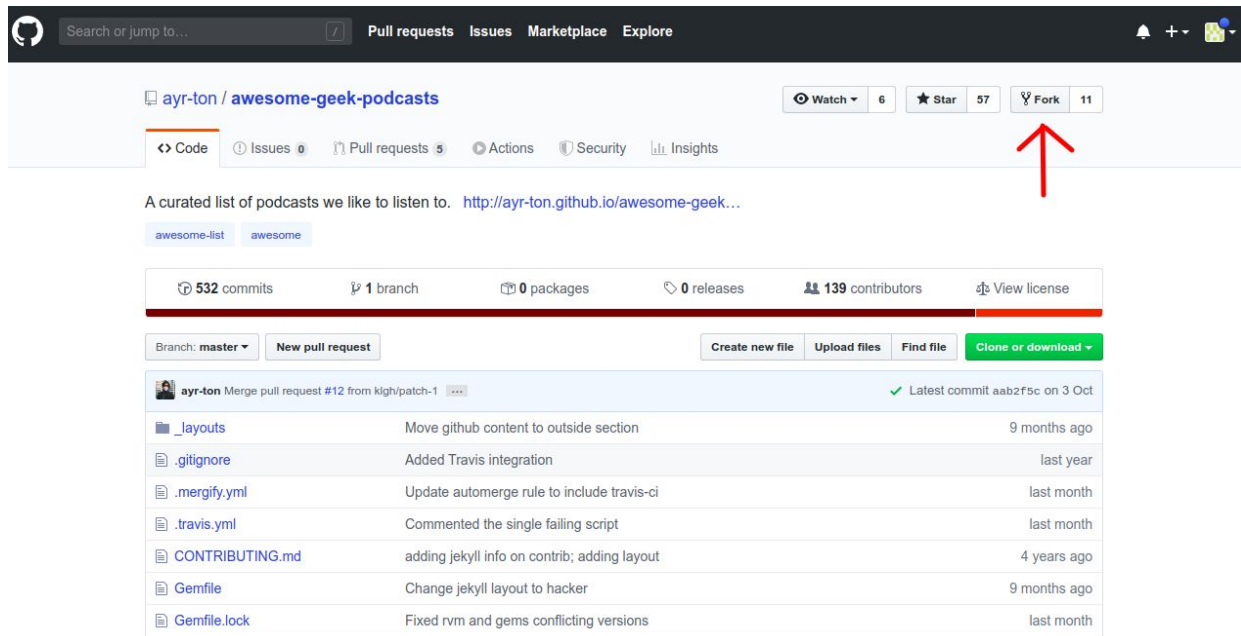 Search or jump to... / Pull requests Issues Marketplace Explore
ayr-ton / awesome-geek-podcasts Watch 6 Star 57 Fork 11
Code Issues 0 Pull requests 5 Actions Security Insights
A curated list of podcasts we like to listen to. http://ayr-ton.github.io/awesome-geek…
awesome-list awesome
532 commits 1 branch 0 packages 0 releases 139 contributors View license
Branch: master New pull request Create new file Upload files Find file Clone or download
ayr-ton Merge pull request #12 from klgh/patch-1 ... Latest commit aab2f5c on 3 Oct
_layouts Move github content to outside section 9 months ago
.gitignore Added Travis integration last year
.mergify.yml Update automerge rule to include travis-ci last month
.travis.yml Commented the single failing script last month
CONTRIBUTING.md adding jekyll info on contrib; adding layout 4 years ago
Gemfile Change jekyll layout to hacker 9 months ago
Gemfile.lock Fixed rvm and gems conflicting versions last month